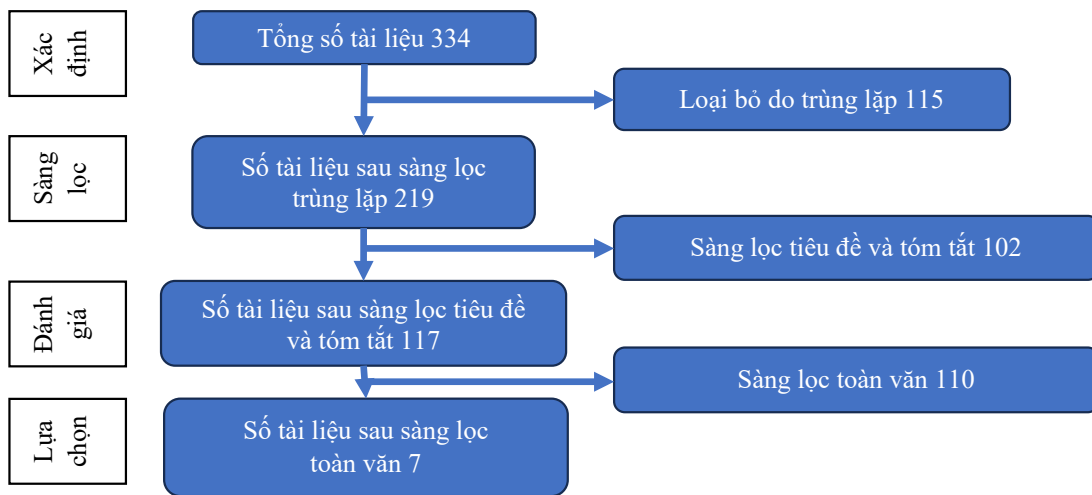 Xác
định
Tổng số tài liệu 334
Loại bỏ do trùng lặp 115
Sàng
lọc
Số tài liệu sau sàng lọc
trùng lặp 219
Sàng lọc tiêu đề và tóm tắt 102
Đánh
giá
Số tài liệu sau sàng lọc tiêu đề
và tóm tắt 117
Sàng lọc toàn văn 110
Lựa
chọn
Số tài liệu sau sàng lọc
toàn văn 7